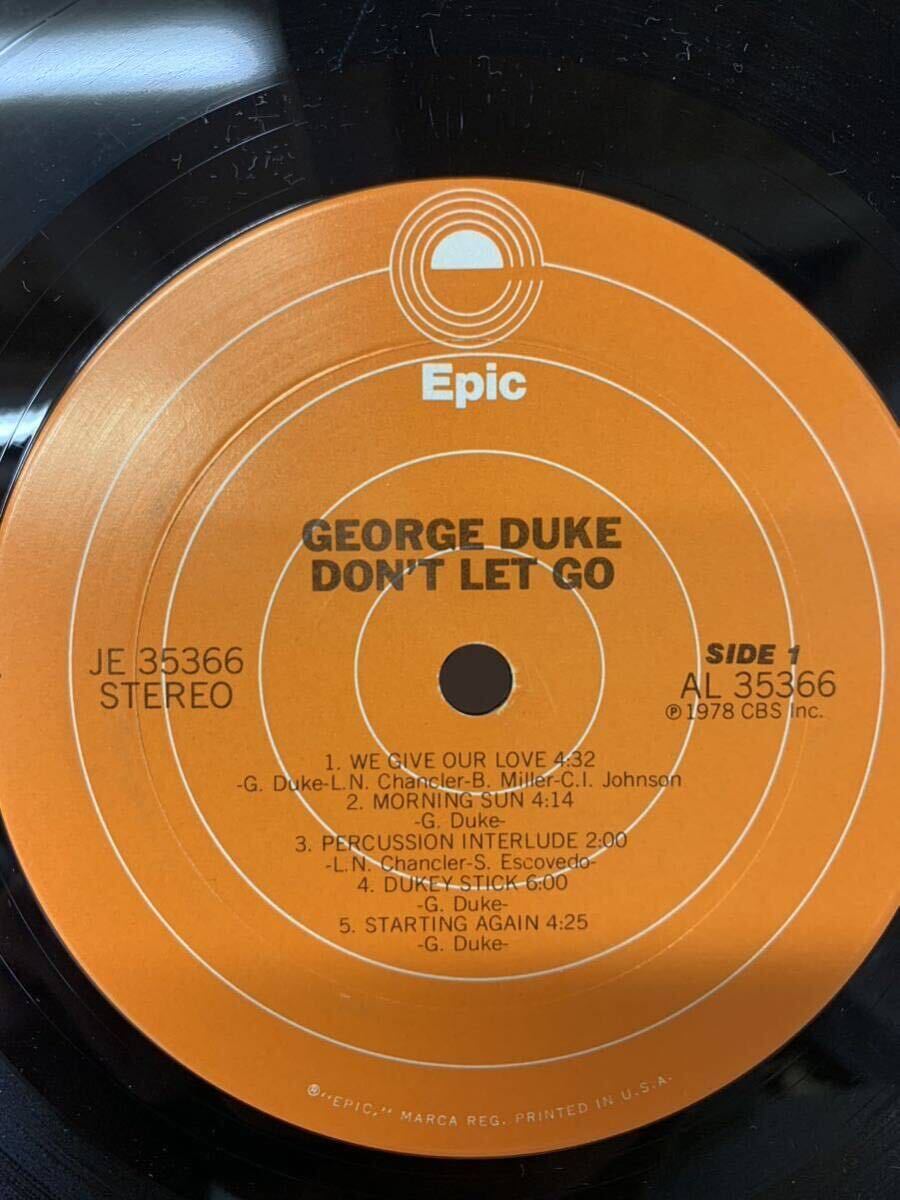 Epic
GEORGE DUKE
DON'T LET GO
JE 35366
STEREO
SIDE 1
AL 35366
Ⓟ 1978 CBS Inc.
1. WE GIVE OUR LOVE 4:32
-G. Duke-L.N. Chancler-B. Miller-C.I. Johnson
2. MORNING SUN 4:14
-G. Duke-
3. PERCUSSION INTERLUDE 2:00
-L.N. Chancler-S. Escovedo-
4. DUKEY STICK 6:00
-G. Duke-
5. STARTING AGAIN 4:25
-G. Duke-
®"EPIC," MARCA REG. PRINTED IN U.S.A.